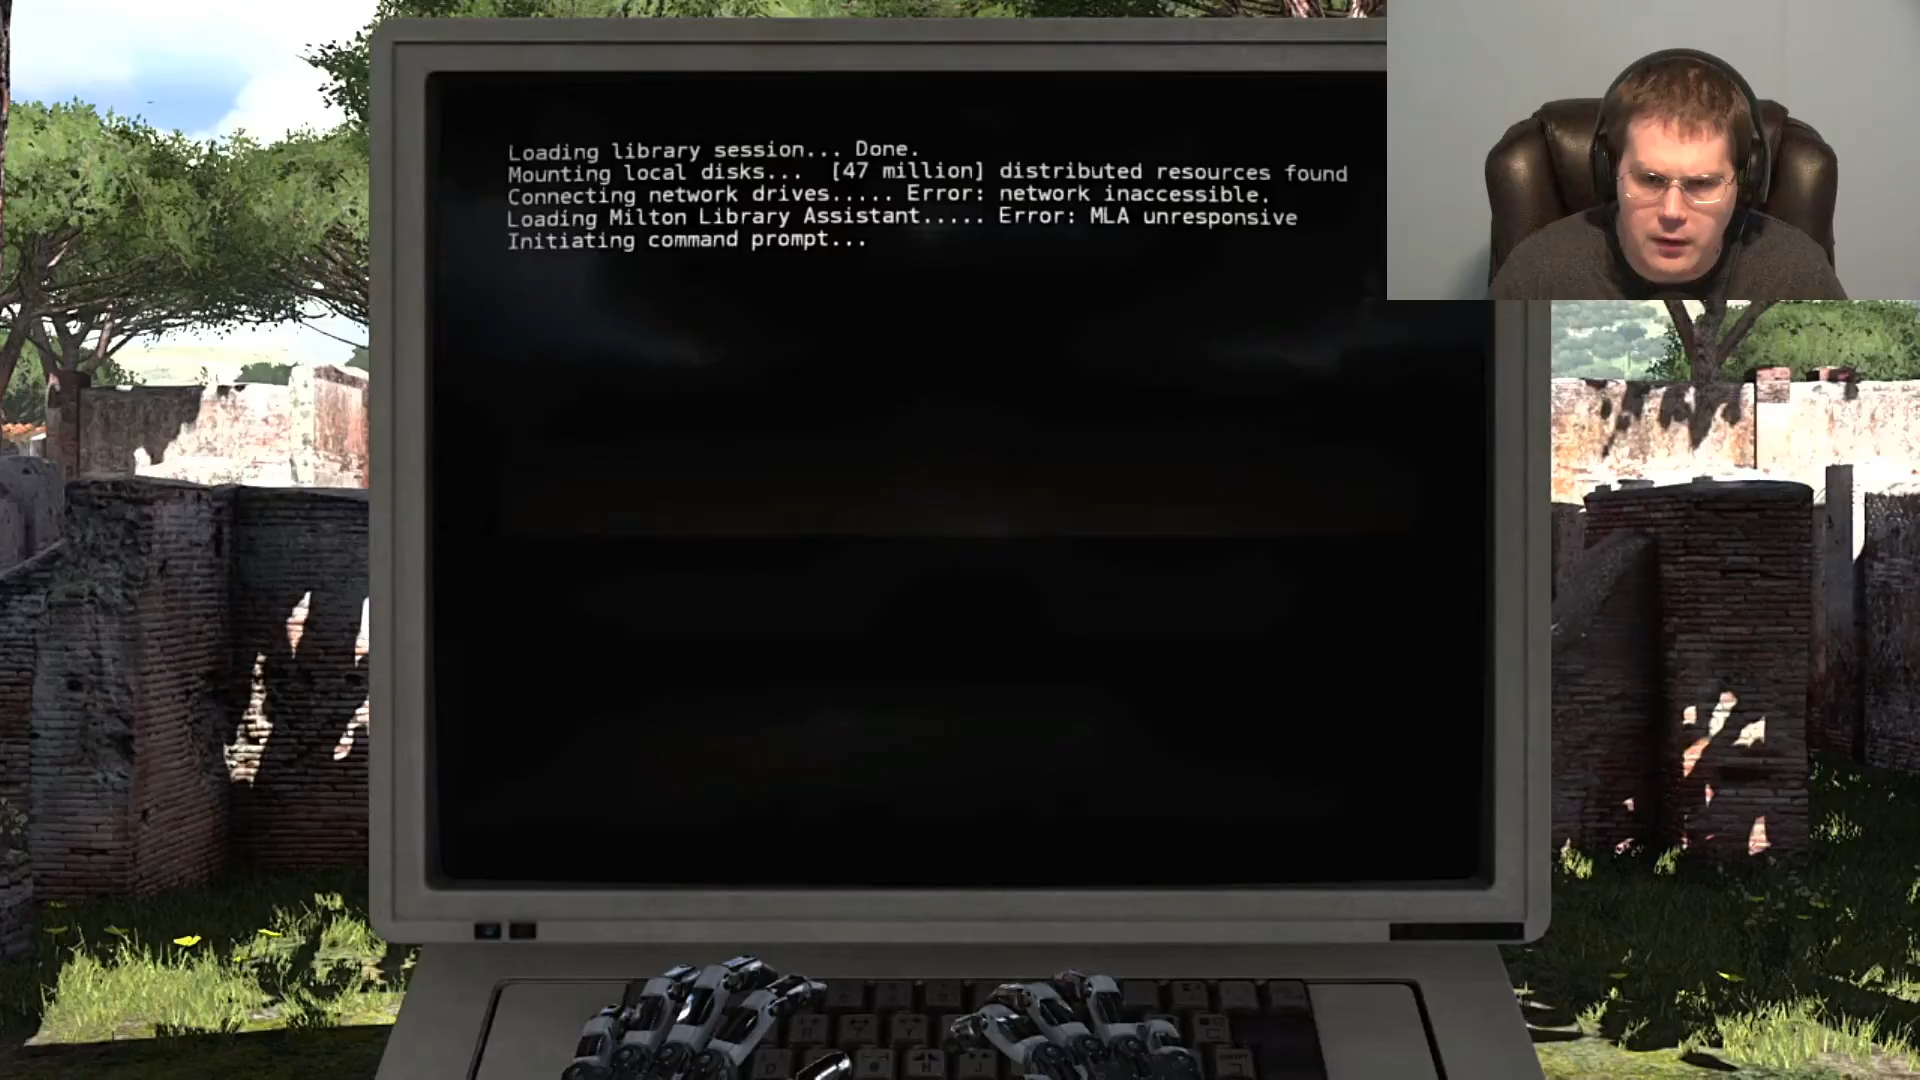 Loading library session... Done.
Mounting local disks... [47 million] distributed resources found
Connecting network drives..... Error: network inaccessible.
Loading Milton Library Assistant..... Error: MLA unresponsive
Initiating command prompt...